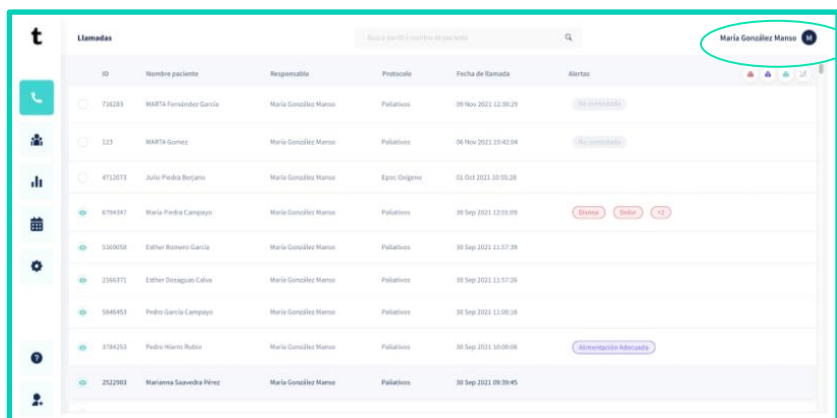 t
Llamadas
Busca por ID o nombre de paciente
María González Manso M
ID Nombre paciente Responsable Protocolo Fecha de llamada Alertas
716283 MARTA Fernández García María González Manso Paliativos 09 Nov 2021 12:38:29 No contestada
123 MARTA Gomez María González Manso Paliativos 06 Nov 2021 10:42:04 No contestada
4712073 Julio Piedra Berjano María González Manso Epoc Oxigeno 01 Oct 2021 10:55:28
6794347 María Piedra Campayo María González Manso Paliativos 30 Sep 2021 12:01:09 Disnea Dolor +2
5160058 Esther Romero García María González Manso Paliativos 30 Sep 2021 11:57:39
2366371 Esther Dosaguas Calva María González Manso Paliativos 30 Sep 2021 11:57:26
5846453 Pedro García Campayo María González Manso Paliativos 30 Sep 2021 11:08:16
3784253 Pedro Hierro Rubio María González Manso Paliativos 30 Sep 2021 10:00:06 Alimentación Adecuada
2522983 Marianna Saavedra Pérez María González Manso Paliativos 30 Sep 2021 09:39:45